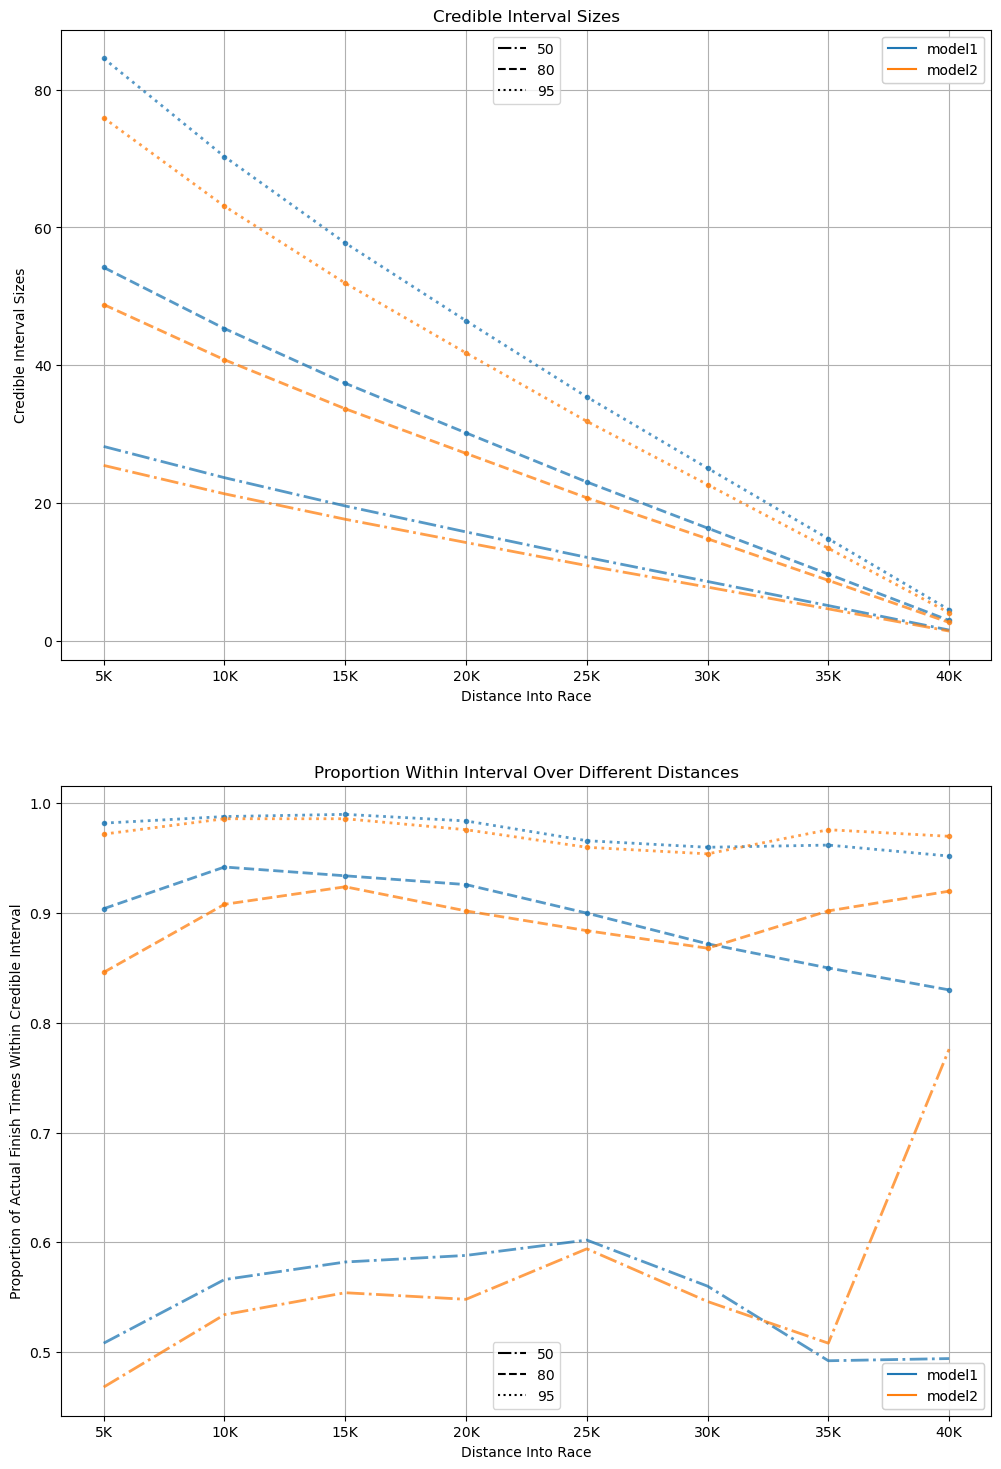 Credible Interval Sizes
50
80
95
model1
model2
80
60
40
20
0
Credible Interval Sizes
5K 10K 15K 20K 25K 30K 35K 40K
Distance Into Race
Proportion Within Interval Over Different Distances
1.0
0.9
0.8
0.7
0.6
0.5
Proportion of Actual Finish Times Within Credible Interval
50
80
95
model1
model2
5K 10K 15K 20K 25K 30K 35K 40K
Distance Into Race